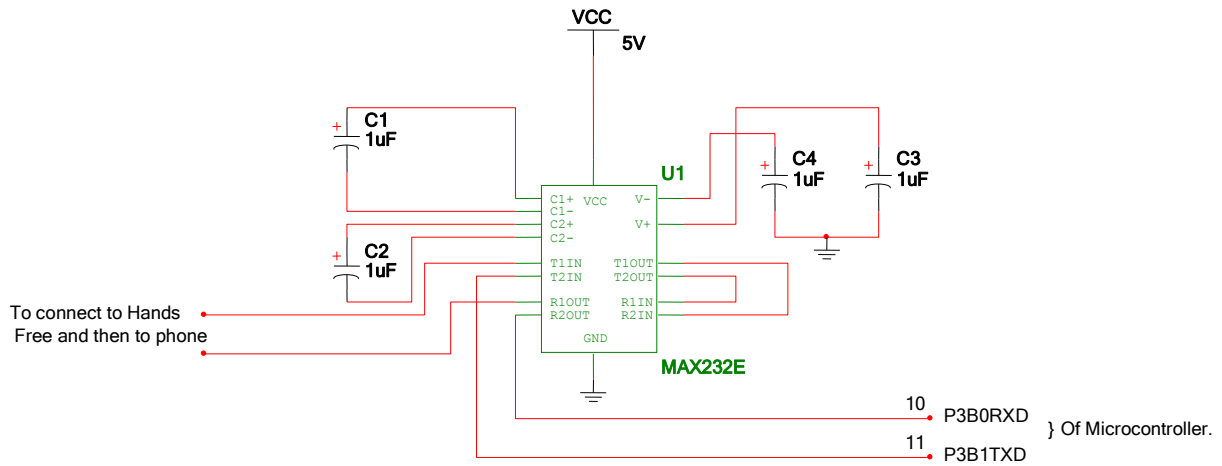 VCC
5V
C1
1uF
C4
1uF
C3
1uF
U1
C1+ VCC V-
C1-
C2+ V+
C2-
C2
1uF
T1IN T1OUT
T2IN T2OUT
R1OUT R1IN
R2OUT R2IN
GND
MAX232E
To connect to Hands
Free and then to phone
10 P3B0RXD
11 P3B1TXD
} Of Microcontroller.